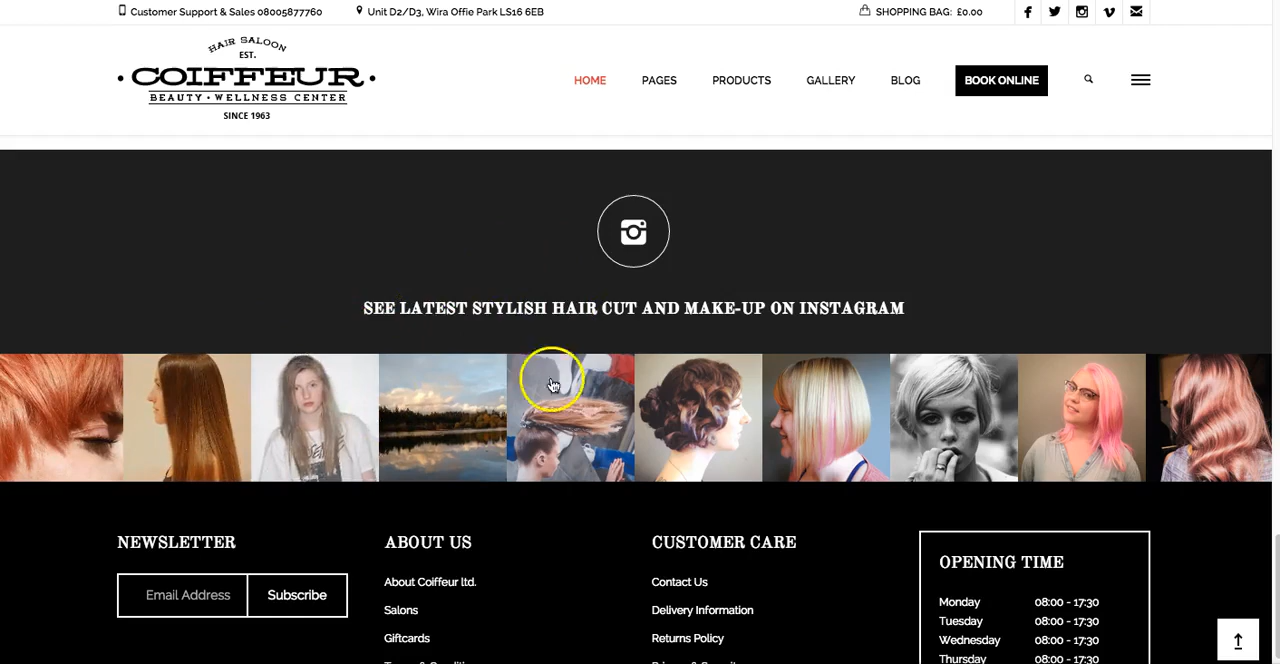 Customer Support & Sales 08005877760
Unit D2/D3, Wira Offie Park LS16 6EB
SHOPPING BAG: £0.00
HAIR SALOON
EST.
COIFFEUR
BEAUTY • WELLNESS CENTER
SINCE 1963
HOME
PAGES
PRODUCTS
GALLERY
BLOG
BOOK ONLINE
SEE LATEST STYLISH HAIR CUT AND MAKE-UP ON INSTAGRAM
NEWSLETTER
Email Address
Subscribe
ABOUT US
About Coiffeur ltd.
Salons
Giftcards
CUSTOMER CARE
Contact Us
Delivery Information
Returns Policy
OPENING TIME
Monday 08:00 - 17:30
Tuesday 08:00 - 17:30
Wednesday 08:00 - 17:30
Thursday 08:00 - 17:30